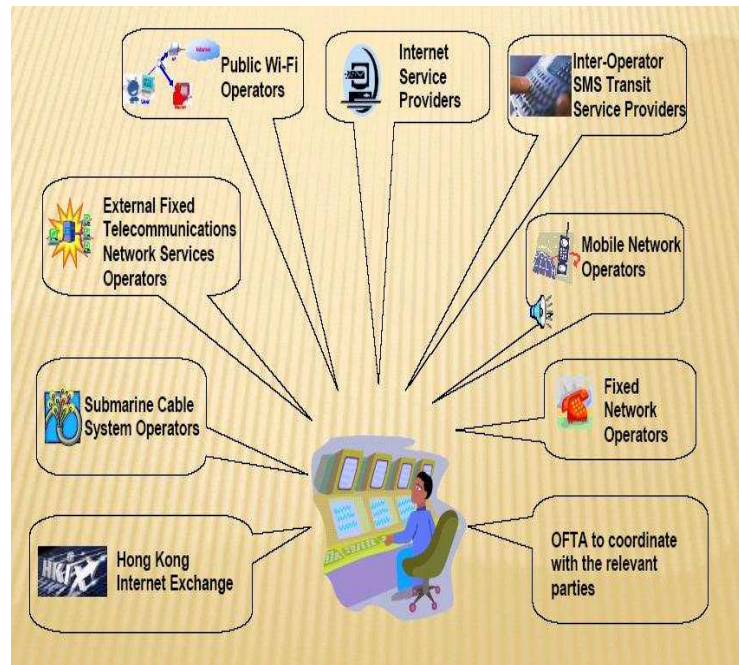 Public Wi-Fi
Operators
Internet
Service
Providers
Inter-Operator
SMS Transit
Service Providers
External Fixed
Telecommunications
Network Services
Operators
Mobile Network
Operators
Submarine Cable
System Operators
Fixed
Network
Operators
HKIX
Hong Kong
Internet Exchange
OFTA to coordinate
with the relevant
parties